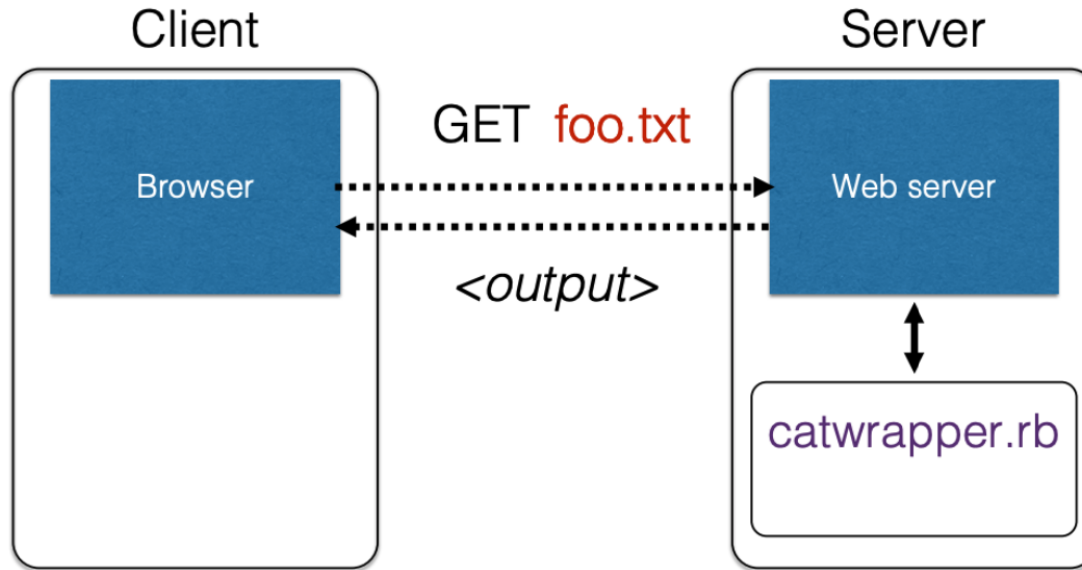 Client
Server
GET foo.txt
Browser
Web server
<output>
catwrapper.rb